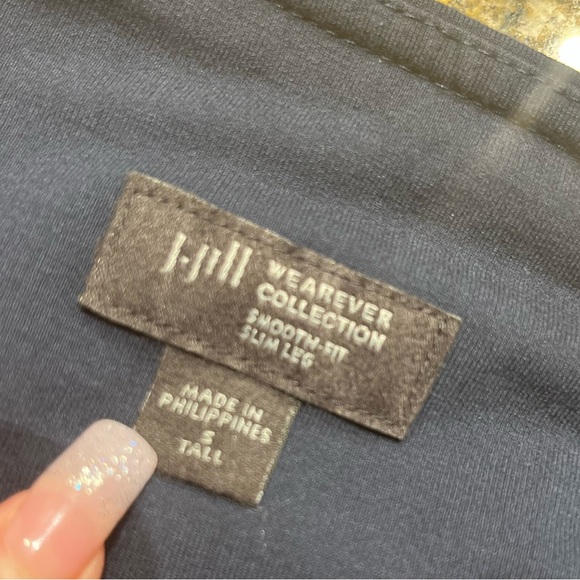 J.Jill
WEAREVER
COLLECTION
SMOOTH-FIT
SLIM LEG
MADE IN
PHILIPPINES
S
TALL